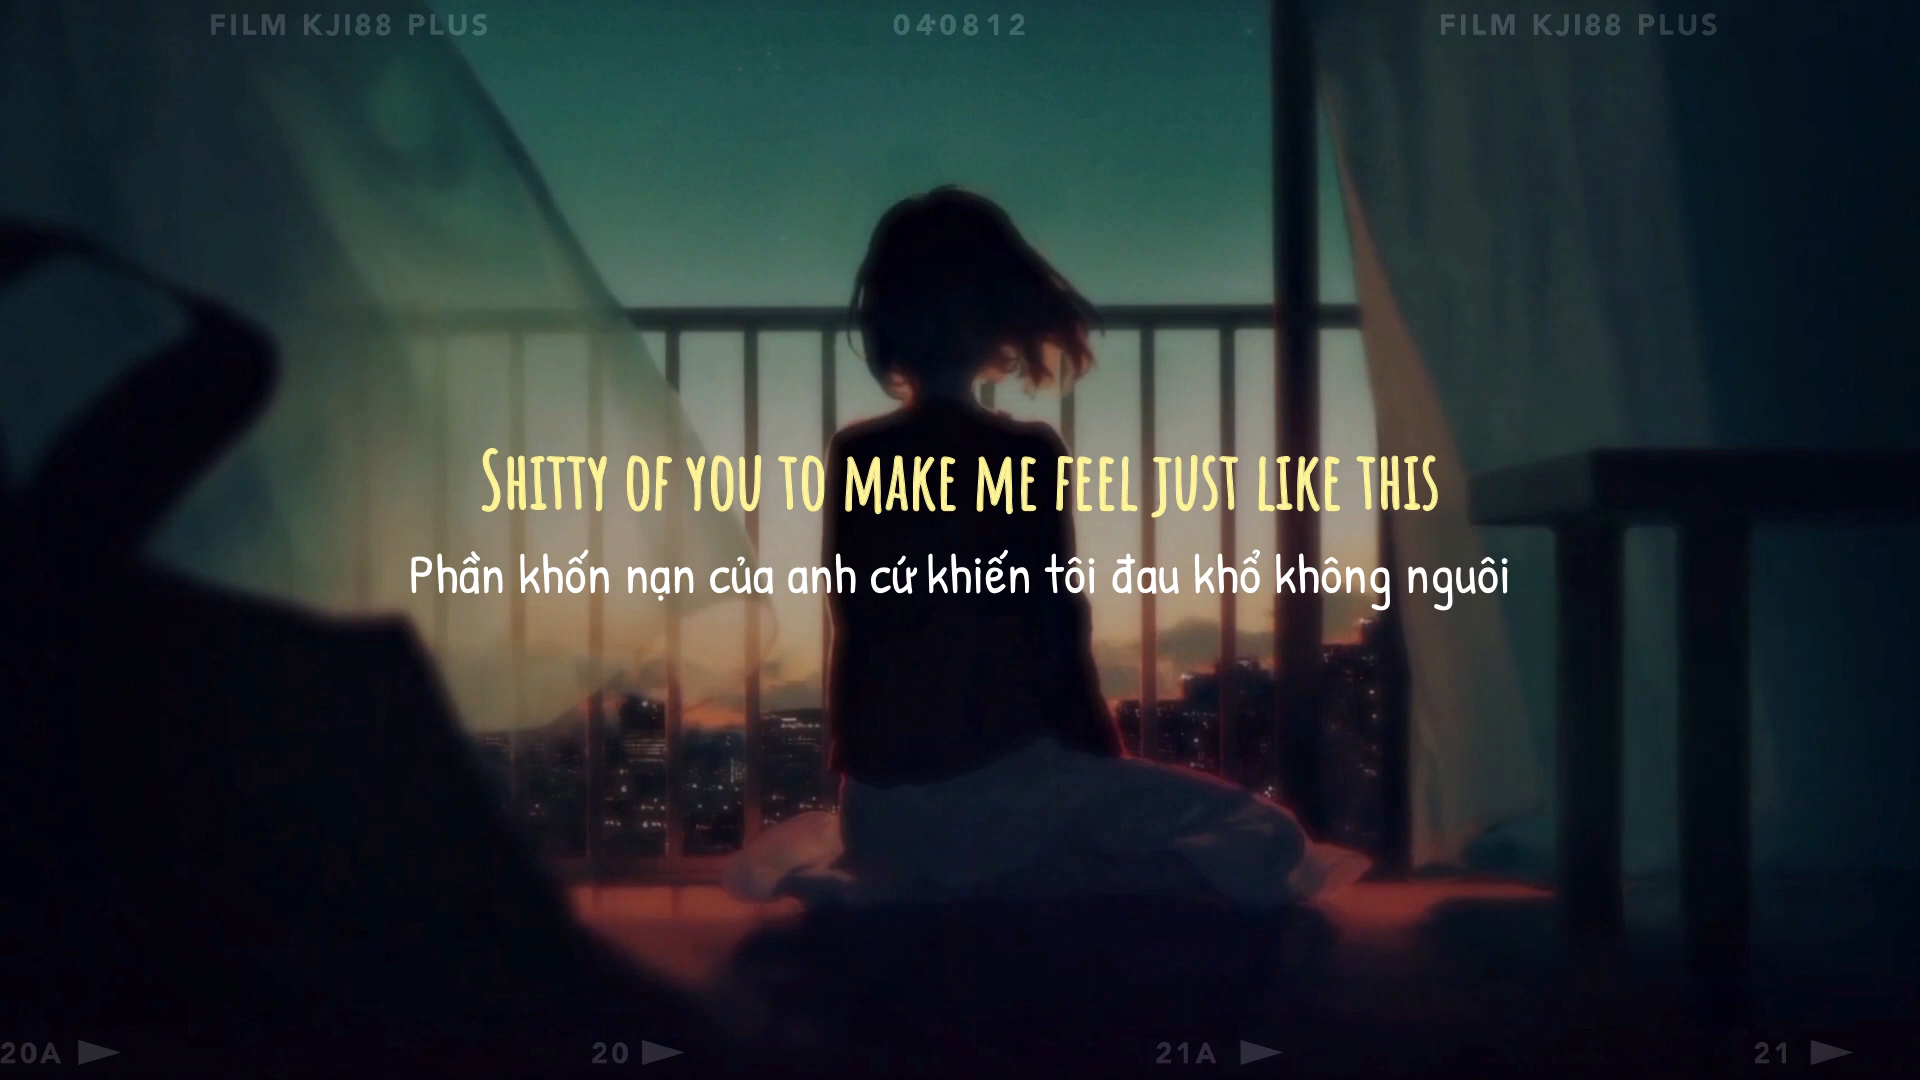 FILM KJI88 PLUS 040812 FILM KJI88 PLUS
Shitty of you to make me feel just like this
Phần khốn nạn của anh cứ khiến tôi đau khổ không nguôi
20A 20 21A 21